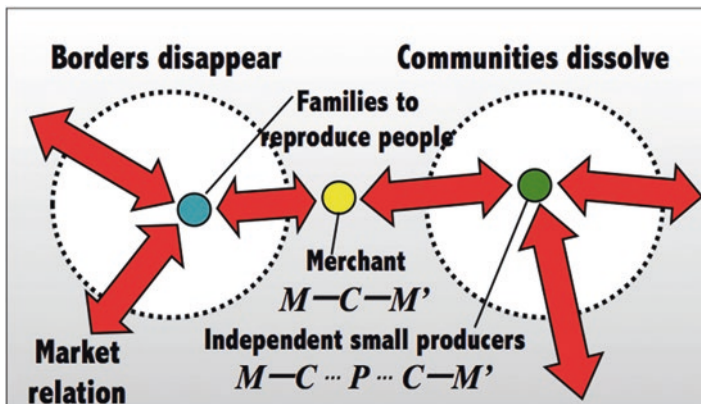 Borders disappear
Communities dissolve
Families to
reproduce people
Merchant
M—C—M’
Independent small producers
M—C ··· P ··· C—M’
Market
relation